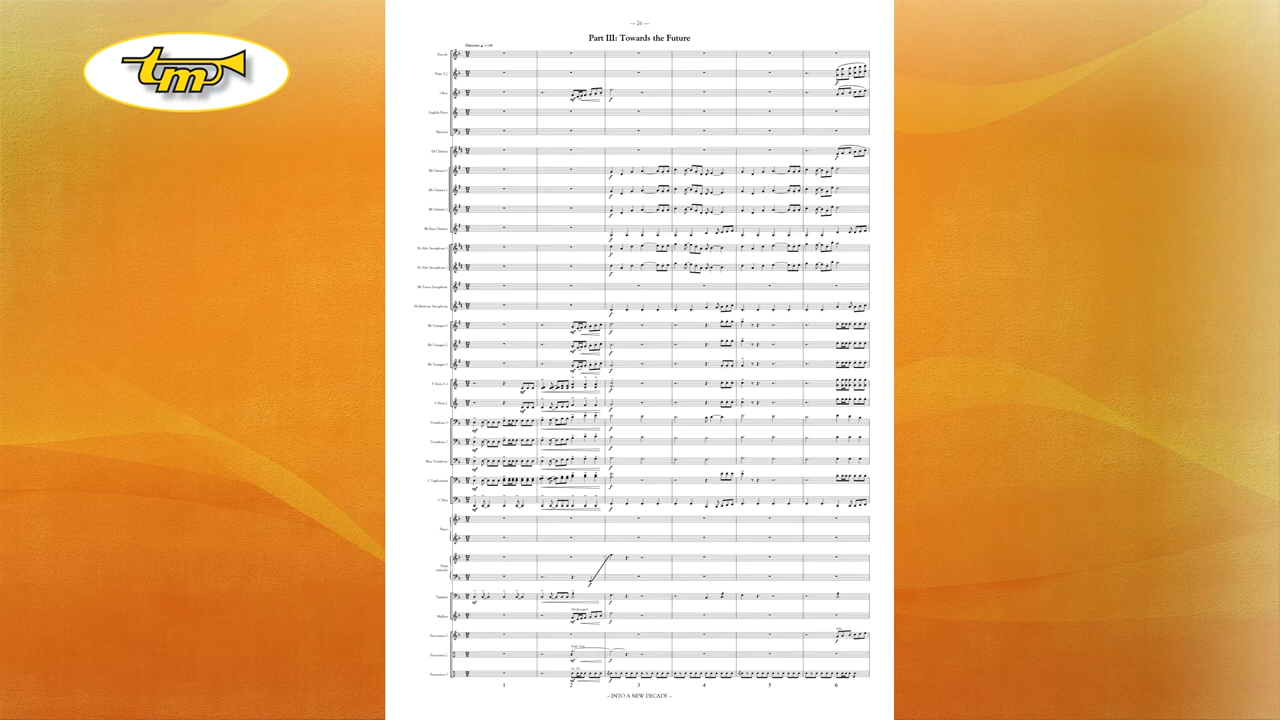 tm
— 26 —
Part III: Towards the Future
Piccolo
Flute 1-2
Oboe
English Horn
Bassoon
Eb Clarinet
Bb Clarinet 1
Bb Clarinet 2
Bb Clarinet 3
Bb Bass Clarinet
Eb Alto Saxophone 1
Eb Alto Saxophone 2
Bb Tenor Saxophone
Eb Baritone Saxophone
Bb Trumpet 1
Bb Trumpet 2
Bb Trumpet 3
F Horn 1-2
Trombone 1
Trombone 2
Bass Trombone
C Euphonium
C Bass
Piano
Harp
Timpani
Mallets
Percussion 1
Percussion 2
Percussion 3
1 2 3 4 5 6
– INTO A NEW DECADE –